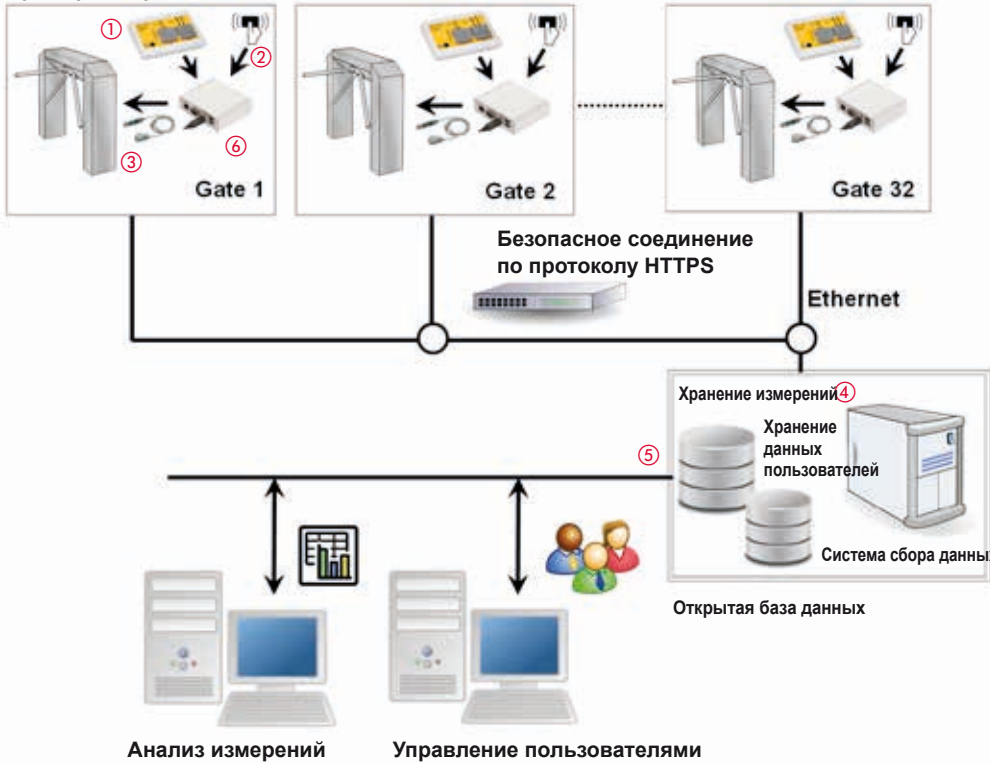 ①
②
③
⑥
Gate 1
Gate 2
Gate 32
Безопасное соединение
по протоколу HTTPS
Ethernet
Хранение измерений④
Хранение
данных
пользователей
⑤
Система сбора данных
Открытая база данных
Анализ измерений
Управление пользователями